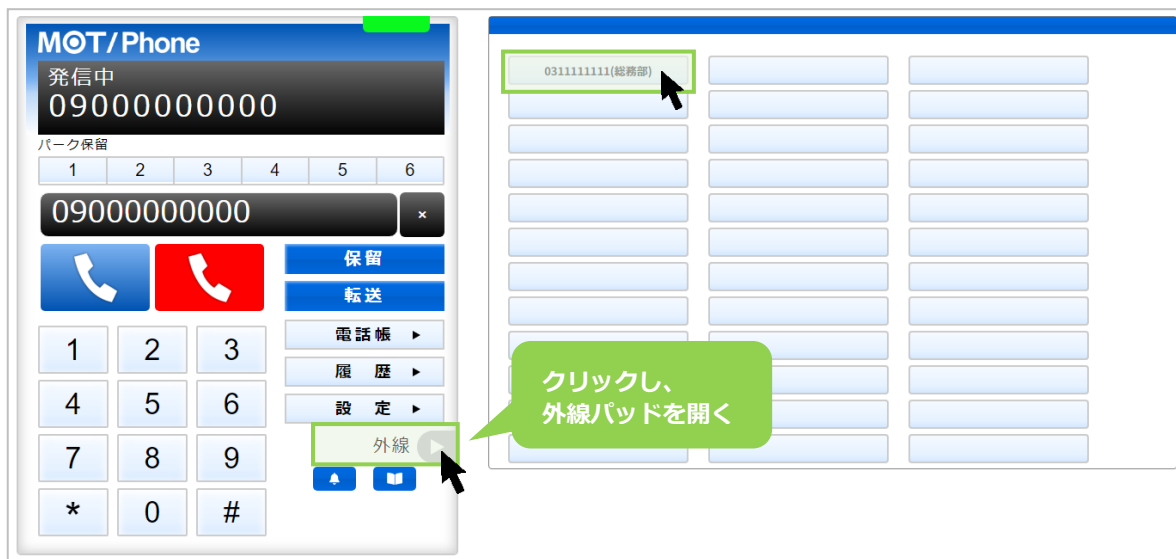 MOT/Phone
発信中
09000000000
パーク保留
1 2 3 4 5 6
09000000000 ×
保留
転送
電話帳 ▶
履 歴 ▶
設 定 ▶
外線
1 2 3
4 5 6
7 8 9
* 0 #
0311111111(総務部)
クリックし、
外線パッドを開く